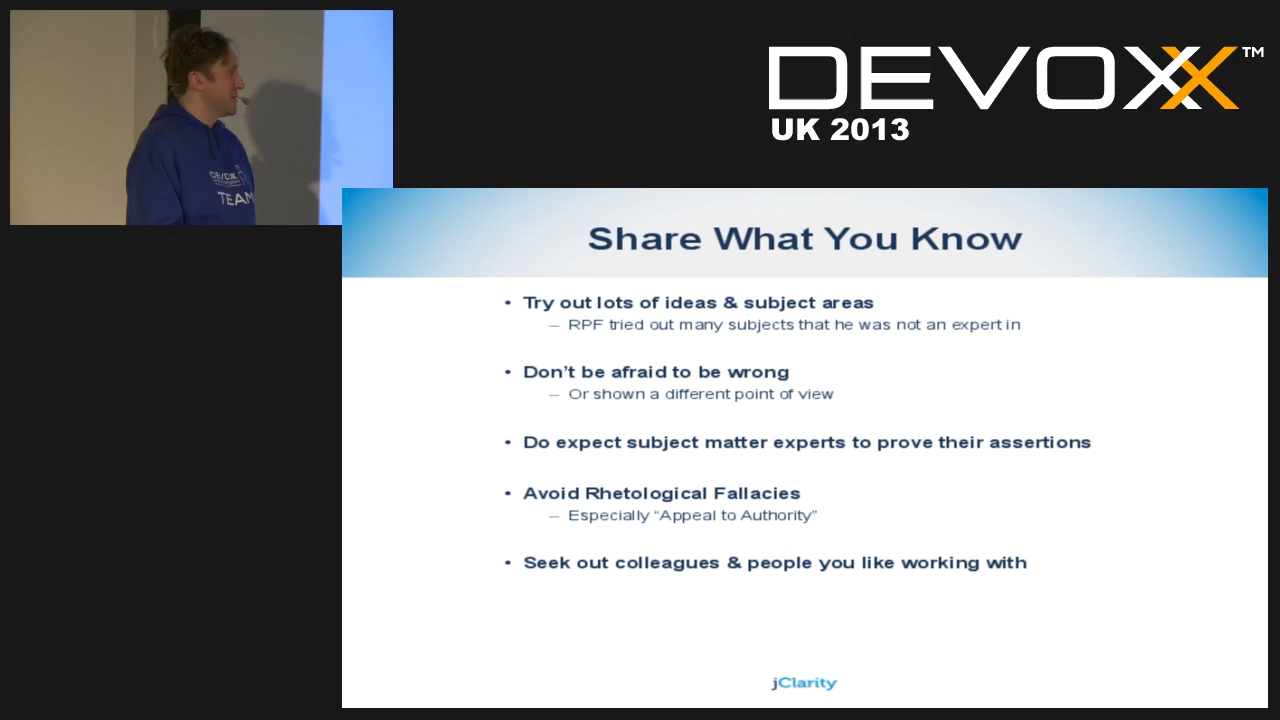 DEVOXX™
UK 2013
TEAM
Share What You Know
• Try out lots of ideas & subject areas
– RPF tried out many subjects that he was not an expert in
• Don't be afraid to be wrong
– Or shown a different point of view
• Do expect subject matter experts to prove their assertions
• Avoid Rhetological Fallacies
– Especially “Appeal to Authority”
• Seek out colleagues & people you like working with
jClarity